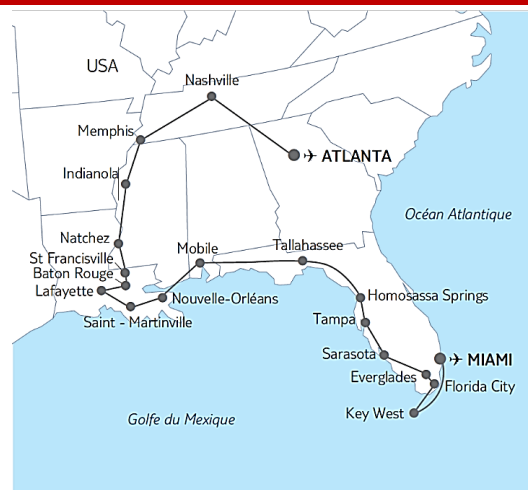 USA
Nashville
Memphis
ATLANTA
Indianola
Océan Atlantique
Natchez
Mobile
Tallahassee
St Francisville
Baton Rouge
Lafayette
Nouvelle-Orléans
Homosassa Springs
Saint - Martinville
Tampa
Sarasota
MIAMI
Everglades
Florida City
Key West
Golfe du Mexique